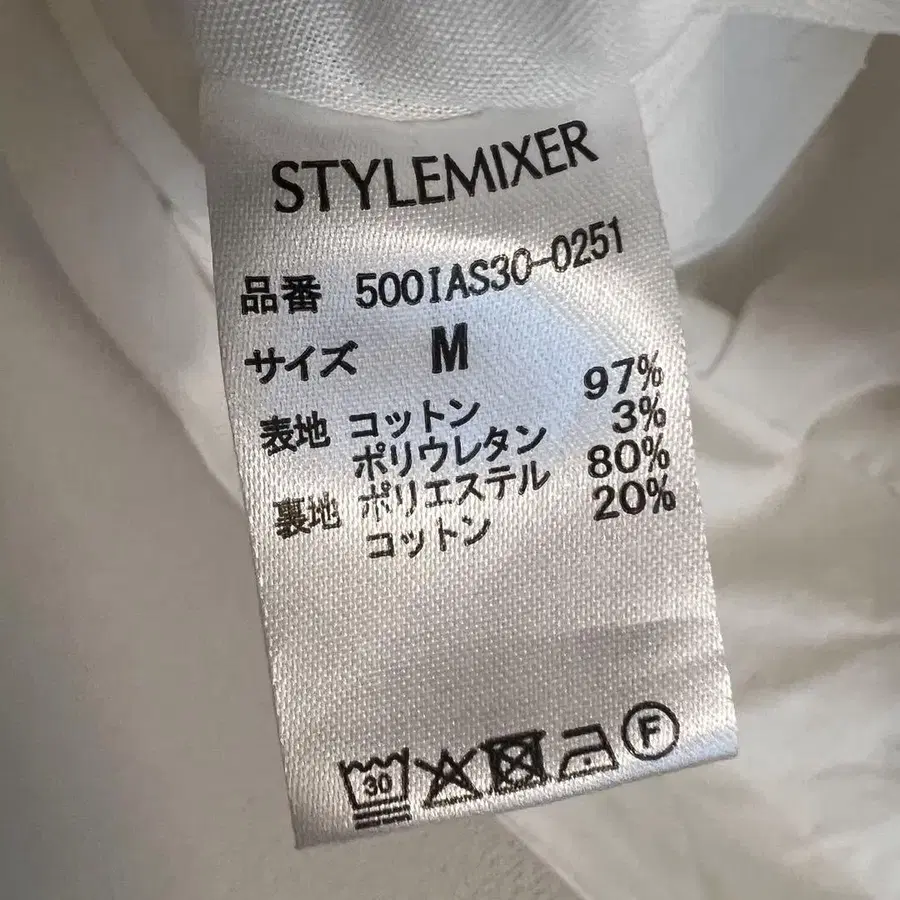 STYLEMIXER
品番 500IAS30-0251
サイズ M
表地 コットン 97%
ポリウレタン 3%
裏地 ポリエステル 80%
コットン 20%
30
F